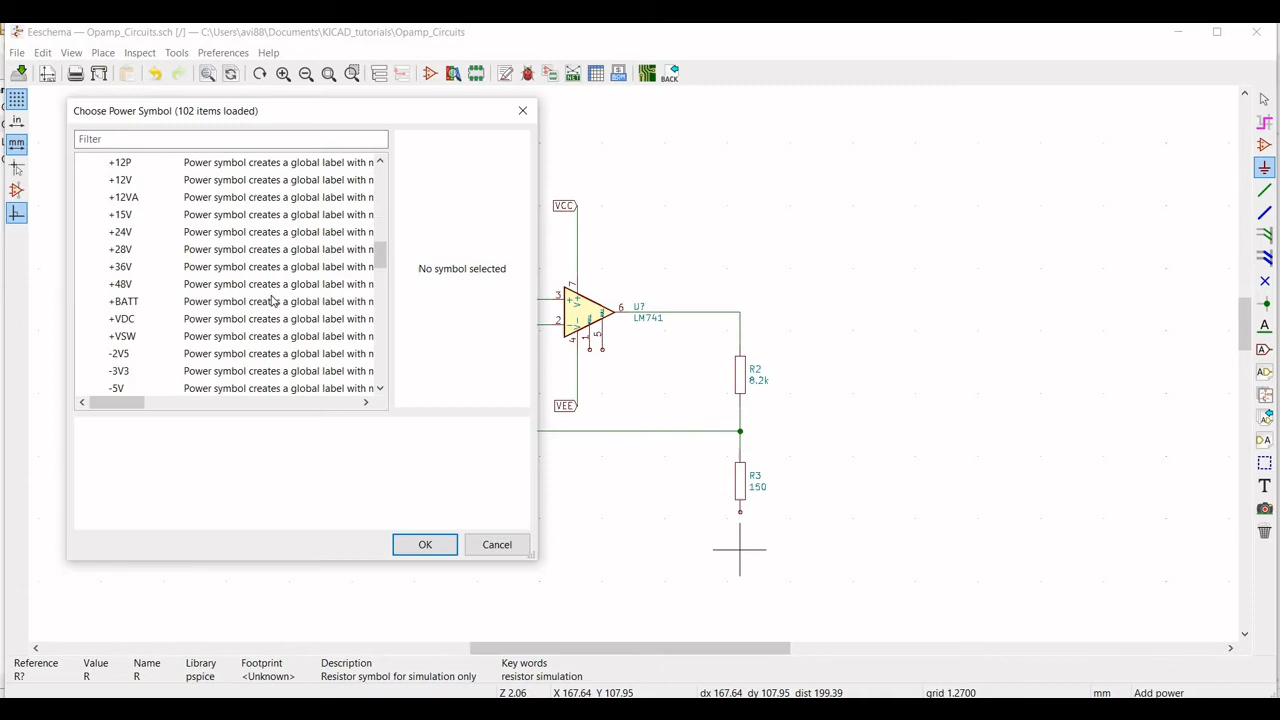 Eeschema — Opamp_Circuits.sch [/] — C:\Users\avi88\Documents\KICAD_tutorials\Opamp_Circuits
File Edit View Place Inspect Tools Preferences Help
BACK
in
mm
Choose Power Symbol (102 items loaded)
Filter
+12P Power symbol creates a global label with n
+12V Power symbol creates a global label with n
+12VA Power symbol creates a global label with n
+15V Power symbol creates a global label with n
+24V Power symbol creates a global label with n
+28V Power symbol creates a global label with n
+36V Power symbol creates a global label with n
+48V Power symbol creates a global label with n
+BATT Power symbol creates a global label with n
+VDC Power symbol creates a global label with n
+VSW Power symbol creates a global label with n
-2V5 Power symbol creates a global label with n
-3V3 Power symbol creates a global label with n
-5V Power symbol creates a global label with n
No symbol selected
OK Cancel
VCC
7
3
+
V+
6
U?
LM741
2
-
V-
4
1
5
VEE
R2
8.2k
R3
150
Reference Value Name Library Footprint Description Key words
R? R R pspice <Unknown> Resistor symbol for simulation only resistor simulation
Z 2.06 X 167.64 Y 107.95 dx 167.64 dy 107.95 dist 199.39 grid 1.2700 mm Add power